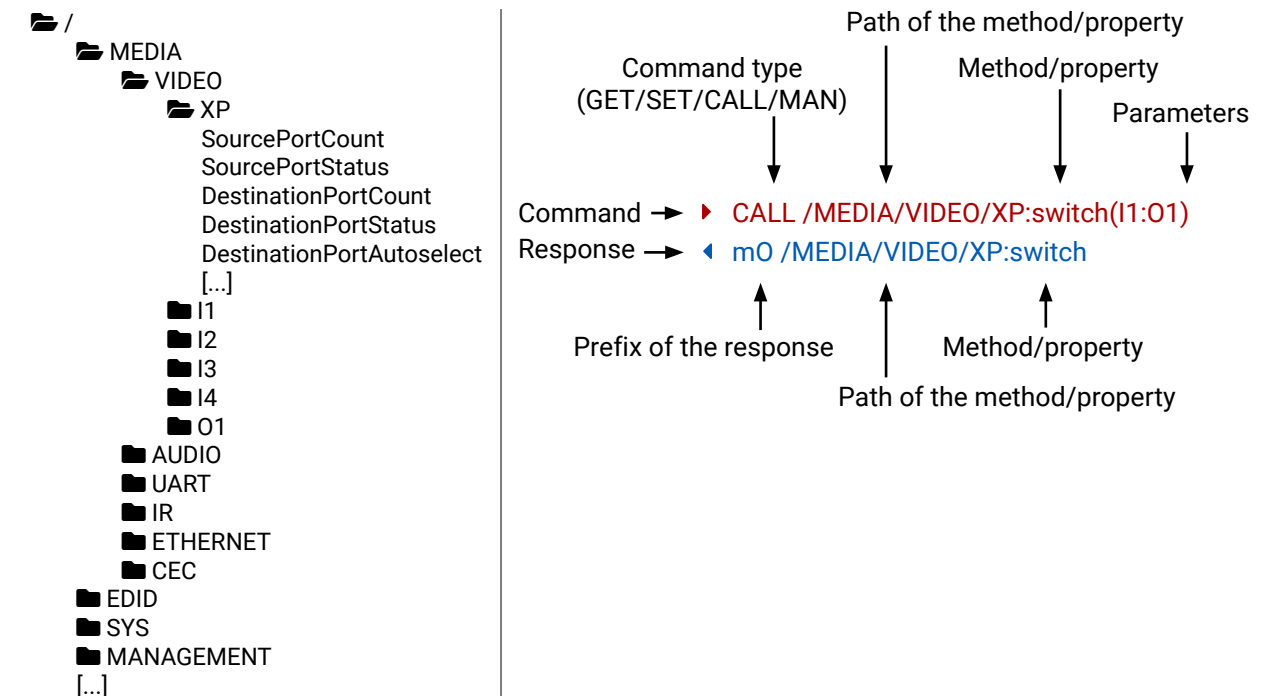 /
MEDIA
VIDEO
XP
SourcePortCount
SourcePortStatus
DestinationPortCount
DestinationPortStatus
DestinationPortAutoselect
[...]
I1
I2
I3
I4
O1
AUDIO
UART
IR
ETHERNET
CEC
EDID
SYS
MANAGEMENT
[...]
Path of the method/property
Command type
(GET/SET/CALL/MAN)
Method/property
Parameters
Command
CALL /MEDIA/VIDEO/XP:switch(I1:O1)
Response
mO /MEDIA/VIDEO/XP:switch
Prefix of the response
Method/property
Path of the method/property